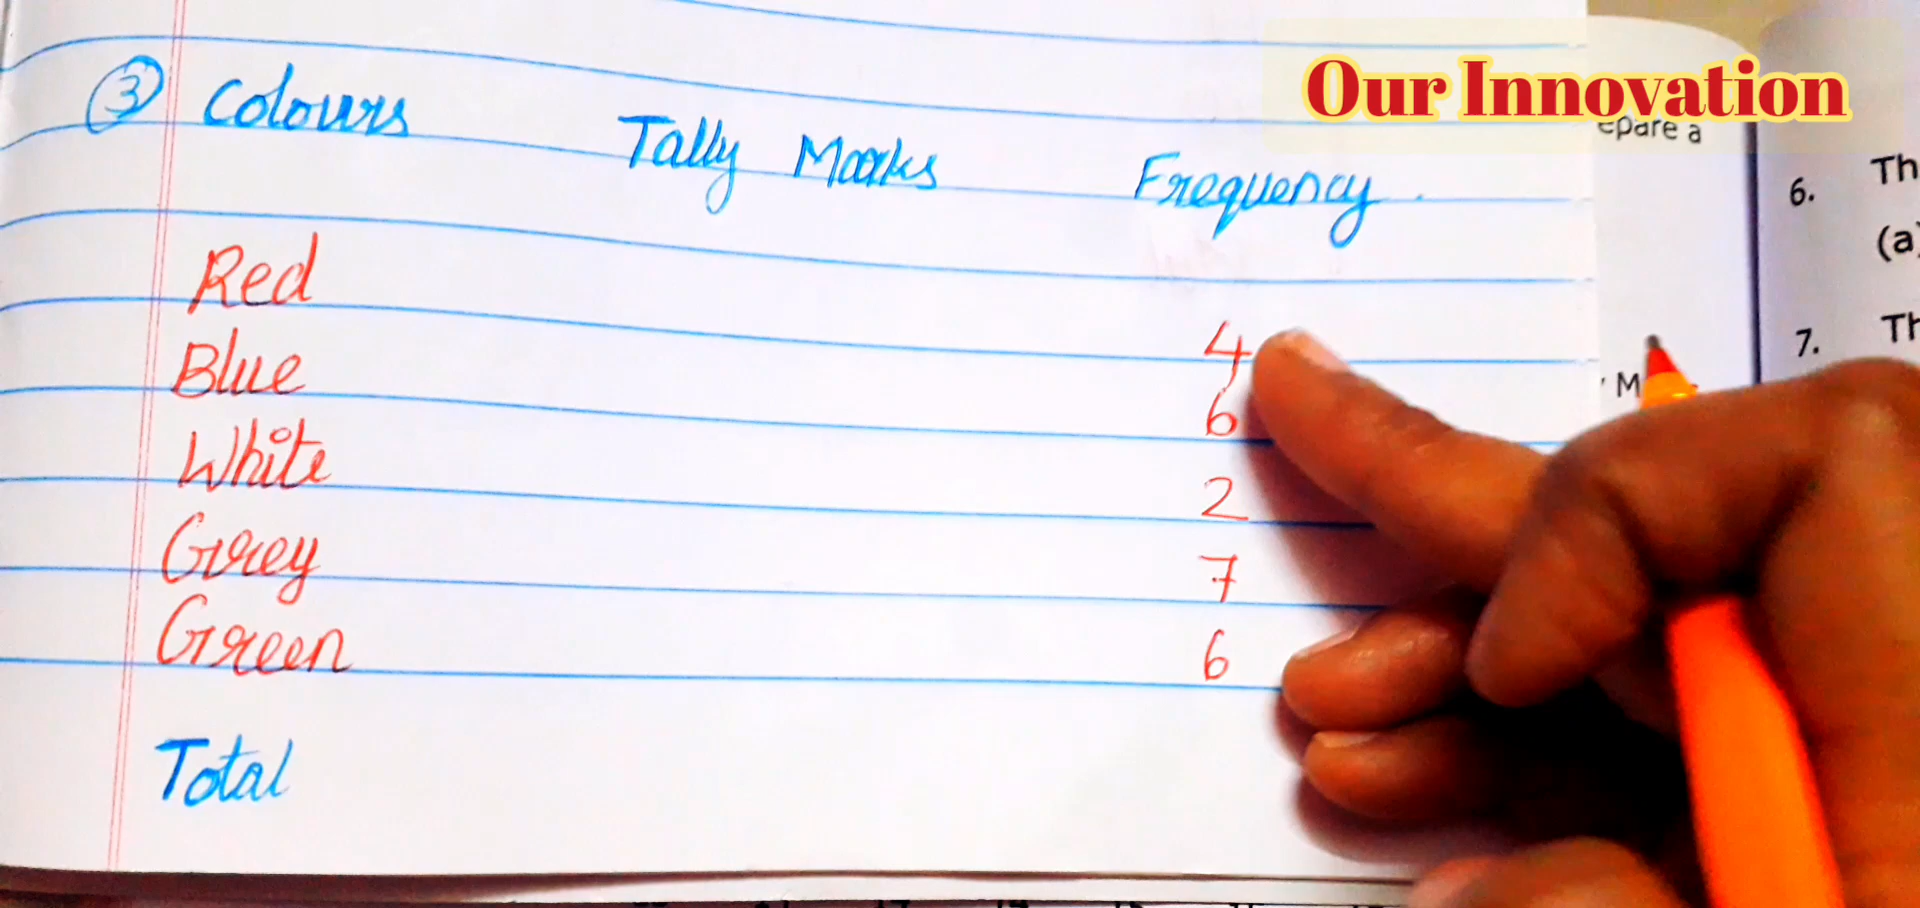 Our Innovation
③ Colours Tally Marks Frequency.
Red 4
Blue 6
White 2
Grey 7
Green 6
Total
epare a
6. Th
(a)
7. Th
M